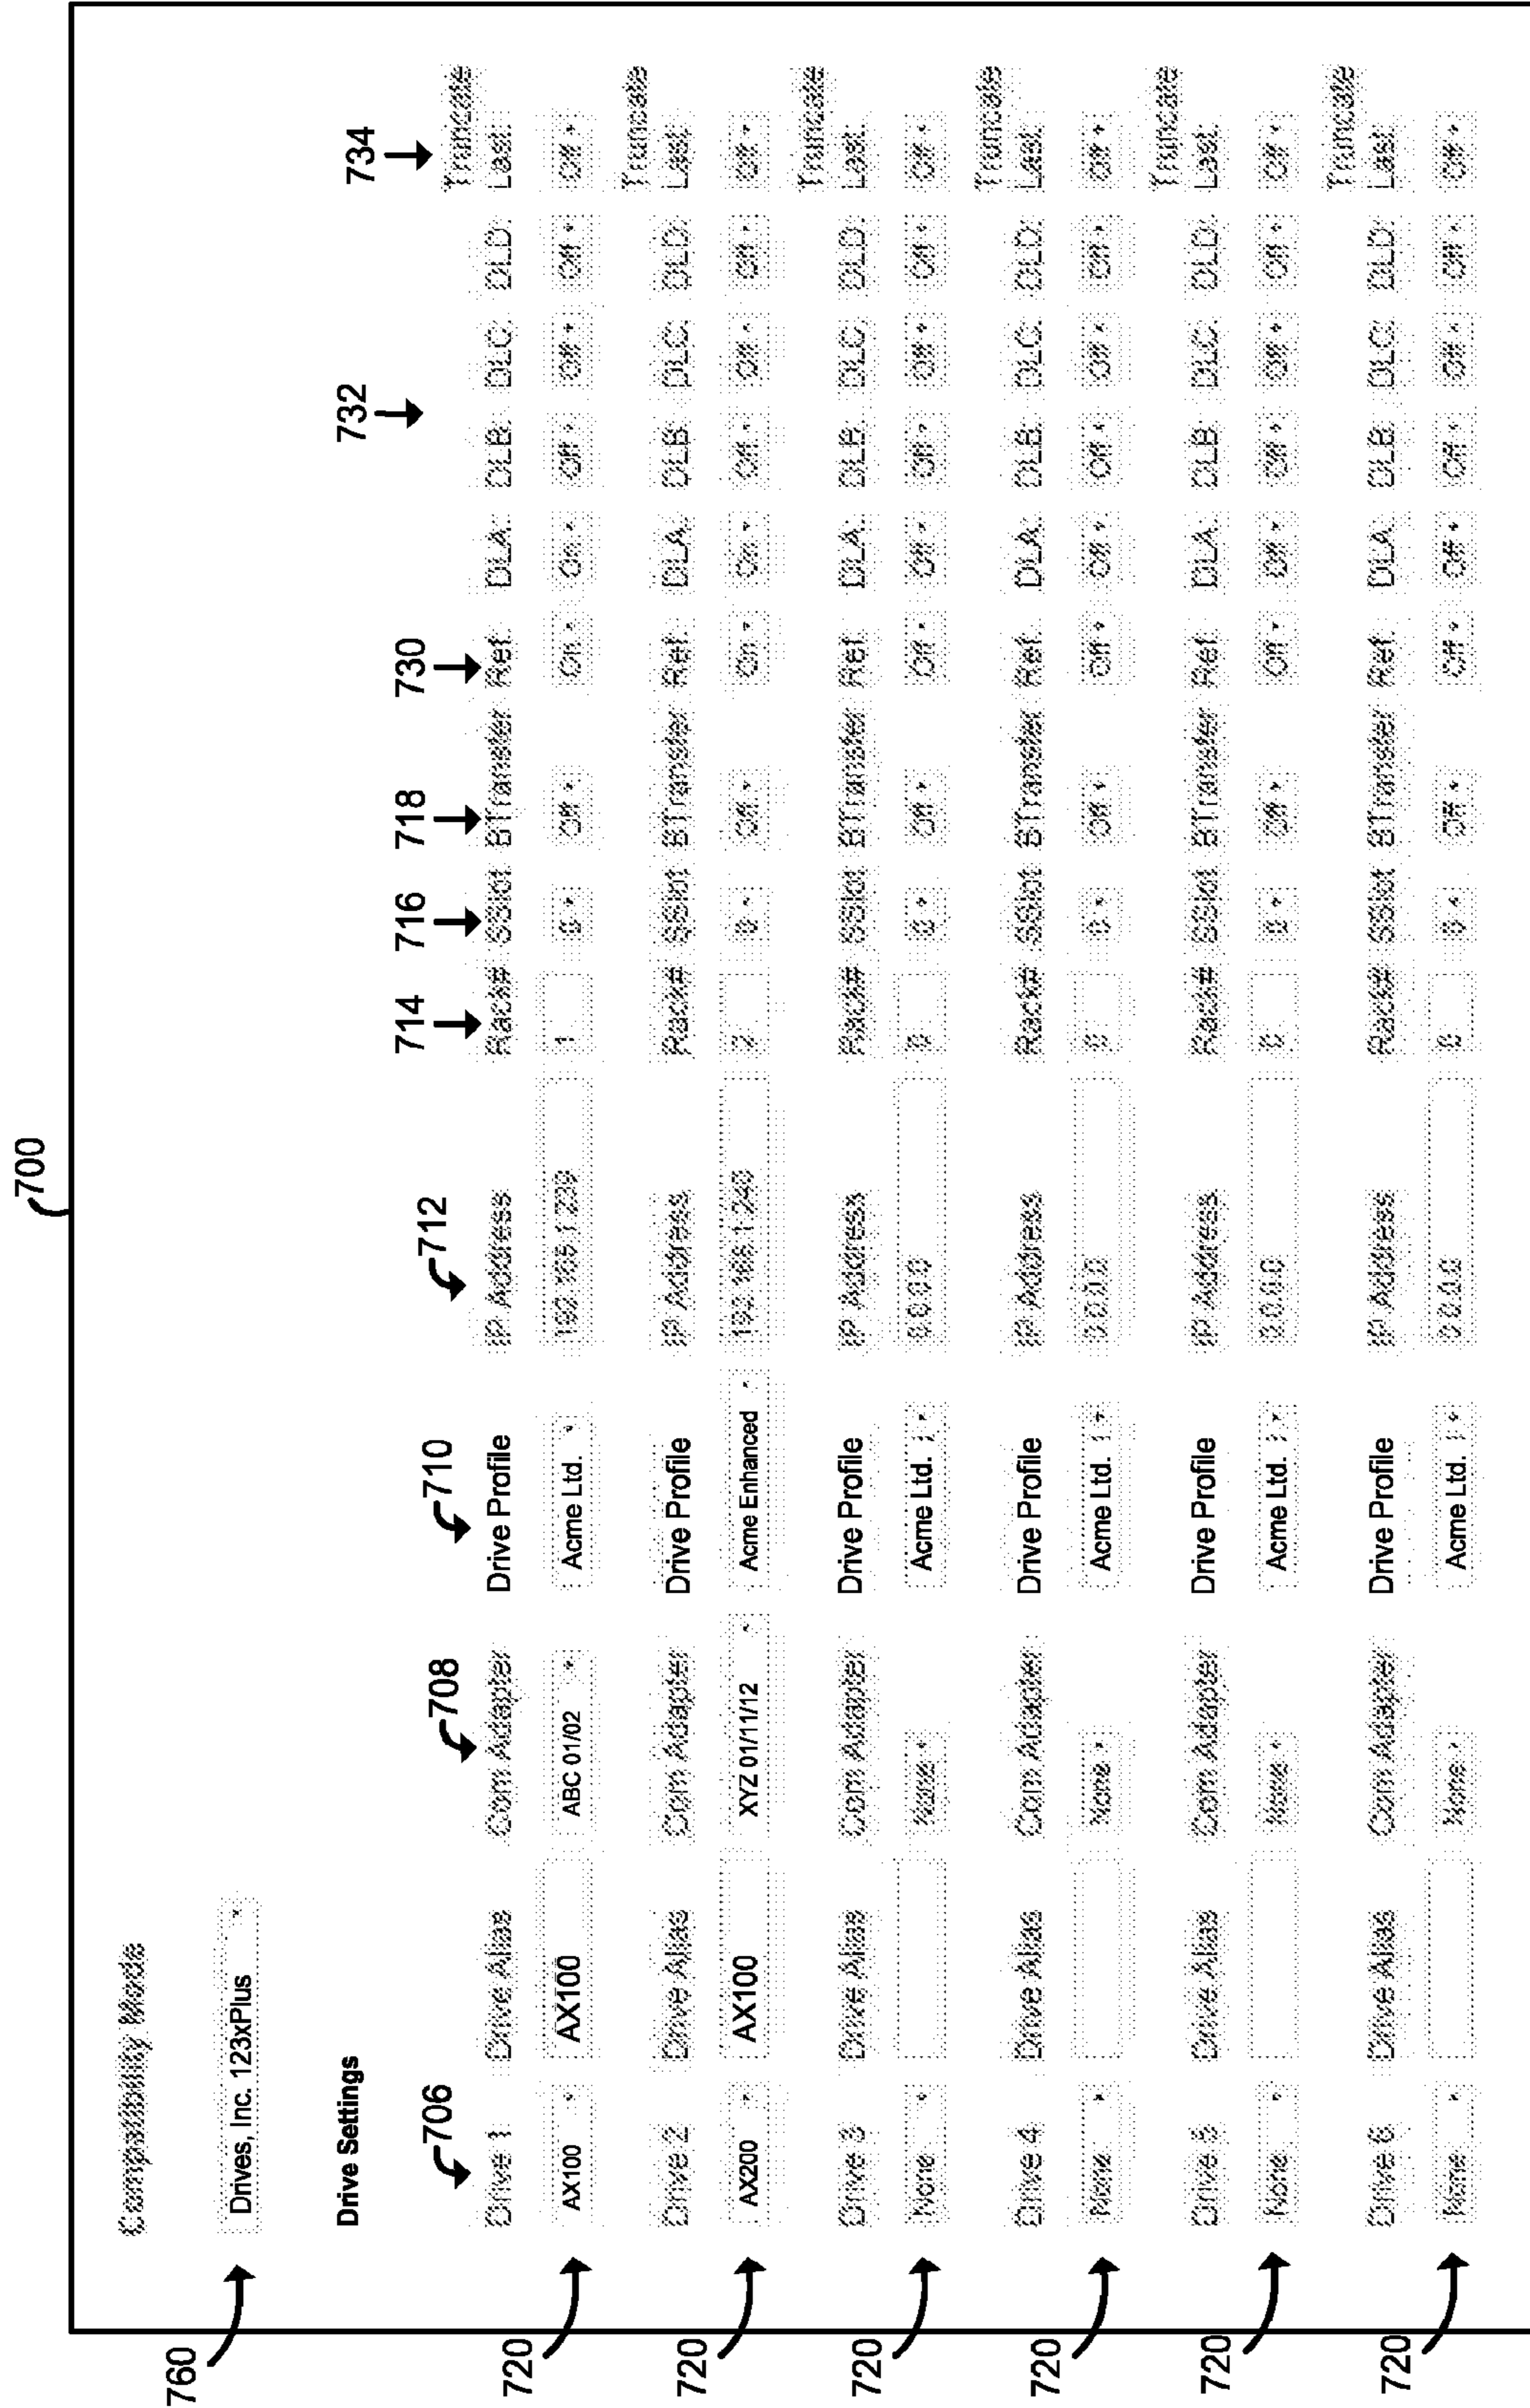 700
Compatibility Mode
760
Drives, Inc. 123xPlus
Drive Settings
706 708 710 712 714 716 718 730 732 734
Drive 1 Drive Alias Com Adapter Drive Profile IP Address Rack# SSlot BTransfer Ref. DLA: DLB: DLC: DLD: Truncate Last:
720 AX100 AX100 ABC 01/02 Acme Ltd. 192.168.1.239 1 0 Off On On Off Off Off Off
Drive 2 Drive Alias Com Adapter Drive Profile IP Address Rack# SSlot BTransfer Ref. DLA: DLB: DLC: DLD: Truncate Last:
720 AX200 AX100 XYZ 01/11/12 Acme Enhanced 192.168.1.240 2 0 Off On On Off Off Off Off
Drive 3 Drive Alias Com Adapter Drive Profile IP Address Rack# SSlot BTransfer Ref. DLA: DLB: DLC: DLD: Truncate Last:
720 None None Acme Ltd. 0.0.0.0 0 0 Off Off Off Off Off Off Off
Drive 4 Drive Alias Com Adapter Drive Profile IP Address Rack# SSlot BTransfer Ref. DLA: DLB: DLC: DLD: Truncate Last:
720 None None Acme Ltd. 0.0.0.0 0 0 Off Off Off Off Off Off Off
Drive 5 Drive Alias Com Adapter Drive Profile IP Address Rack# SSlot BTransfer Ref. DLA: DLB: DLC: DLD: Truncate Last:
720 None None Acme Ltd. 0.0.0.0 0 0 Off Off Off Off Off Off Off
Drive 6 Drive Alias Com Adapter Drive Profile IP Address Rack# SSlot BTransfer Ref. DLA: DLB: DLC: DLD: Truncate Last:
720 None None Acme Ltd. 0.0.0.0 0 0 Off Off Off Off Off Off Off